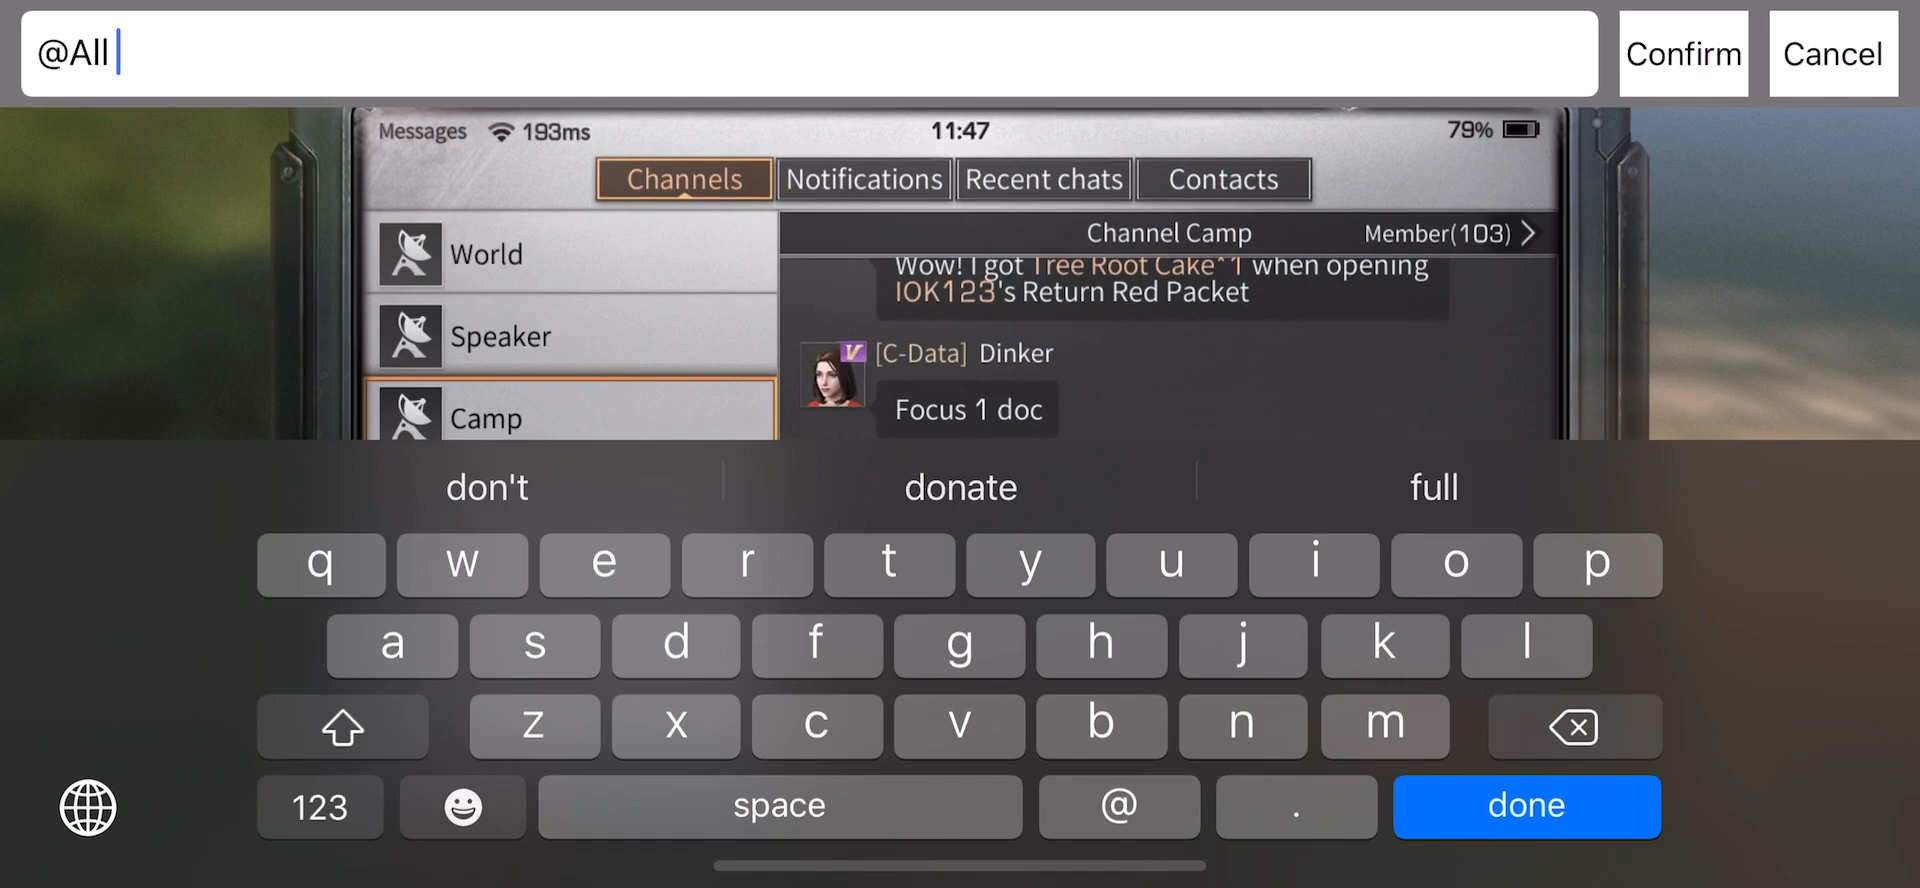 @All
Confirm
Cancel
Messages
193ms
11:47
79%
Channels
Notifications
Recent chats
Contacts
World
Speaker
Camp
Channel Camp
Member(103)
Wow! I got Tree Root Cake*1 when opening
IOK123's Return Red Packet
V
[C-Data] Dinker
Focus 1 doc
don't
donate
full
q w e r t y u i o p
a s d f g h j k l
z x c v b n m
123
space
@
.
done